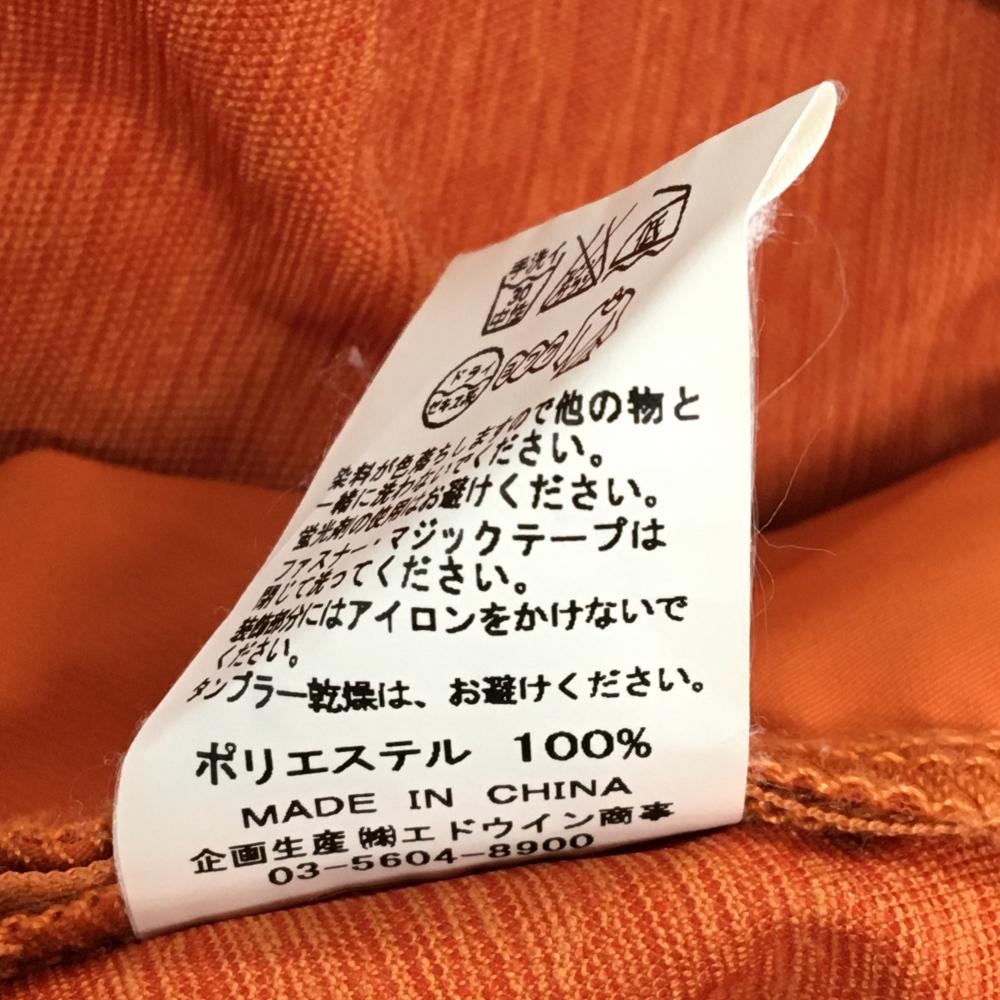 手洗イ
30
中性
低
ドライ
セキユ系
染料が色落ちしますので他の物と
一緒に洗わないでください。
蛍光剤の使用はお避けください。
ファスナー・マジックテープは
閉じて洗ってください。
装飾部分にはアイロンをかけないで
ください。
タンブラー乾燥は、お避けください。
ポリエステル 100%
MADE IN CHINA
企画生産㈱エドウイン商事
03-5604-8900